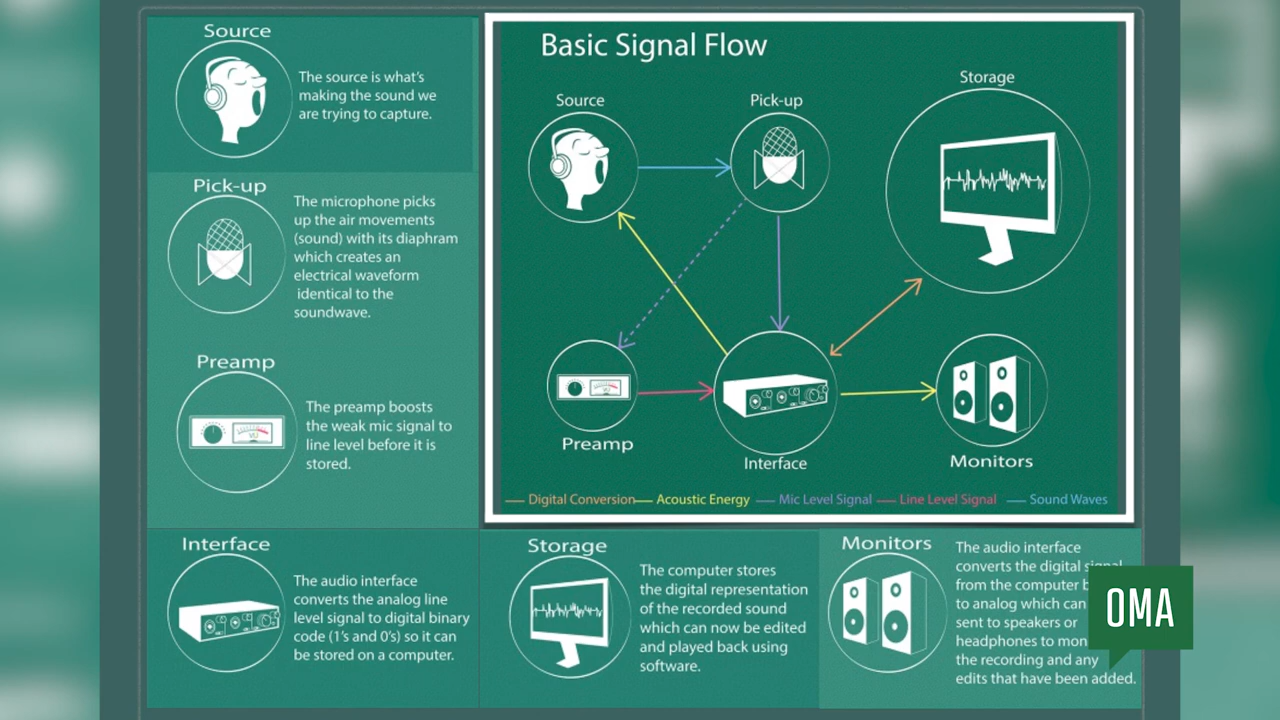 Source
The source is what's
making the sound we
are trying to capture.
Pick-up
The microphone picks
up the air movements
(sound) with its diaphram
which creates an
electrical waveform
identical to the
soundwave.
Preamp
The preamp boosts
the weak mic signal to
line level before it is
stored.
Basic Signal Flow
Source
Pick-up
Storage
Preamp
Interface
Monitors
Digital Conversion
Acoustic Energy
Mic Level Signal
Line Level Signal
Sound Waves
Interface
The audio interface
converts the analog line
level signal to digital binary
code (1's and 0's) so it can
be stored on a computer.
Storage
The computer stores
the digital representation
of the recorded sound
which can now be edited
and played back using
software.
Monitors
The audio interface
converts the digital signal
from the computer
to analog which can
sent to speakers or
headphones to
the recording and any
edits that have been added.
OMA